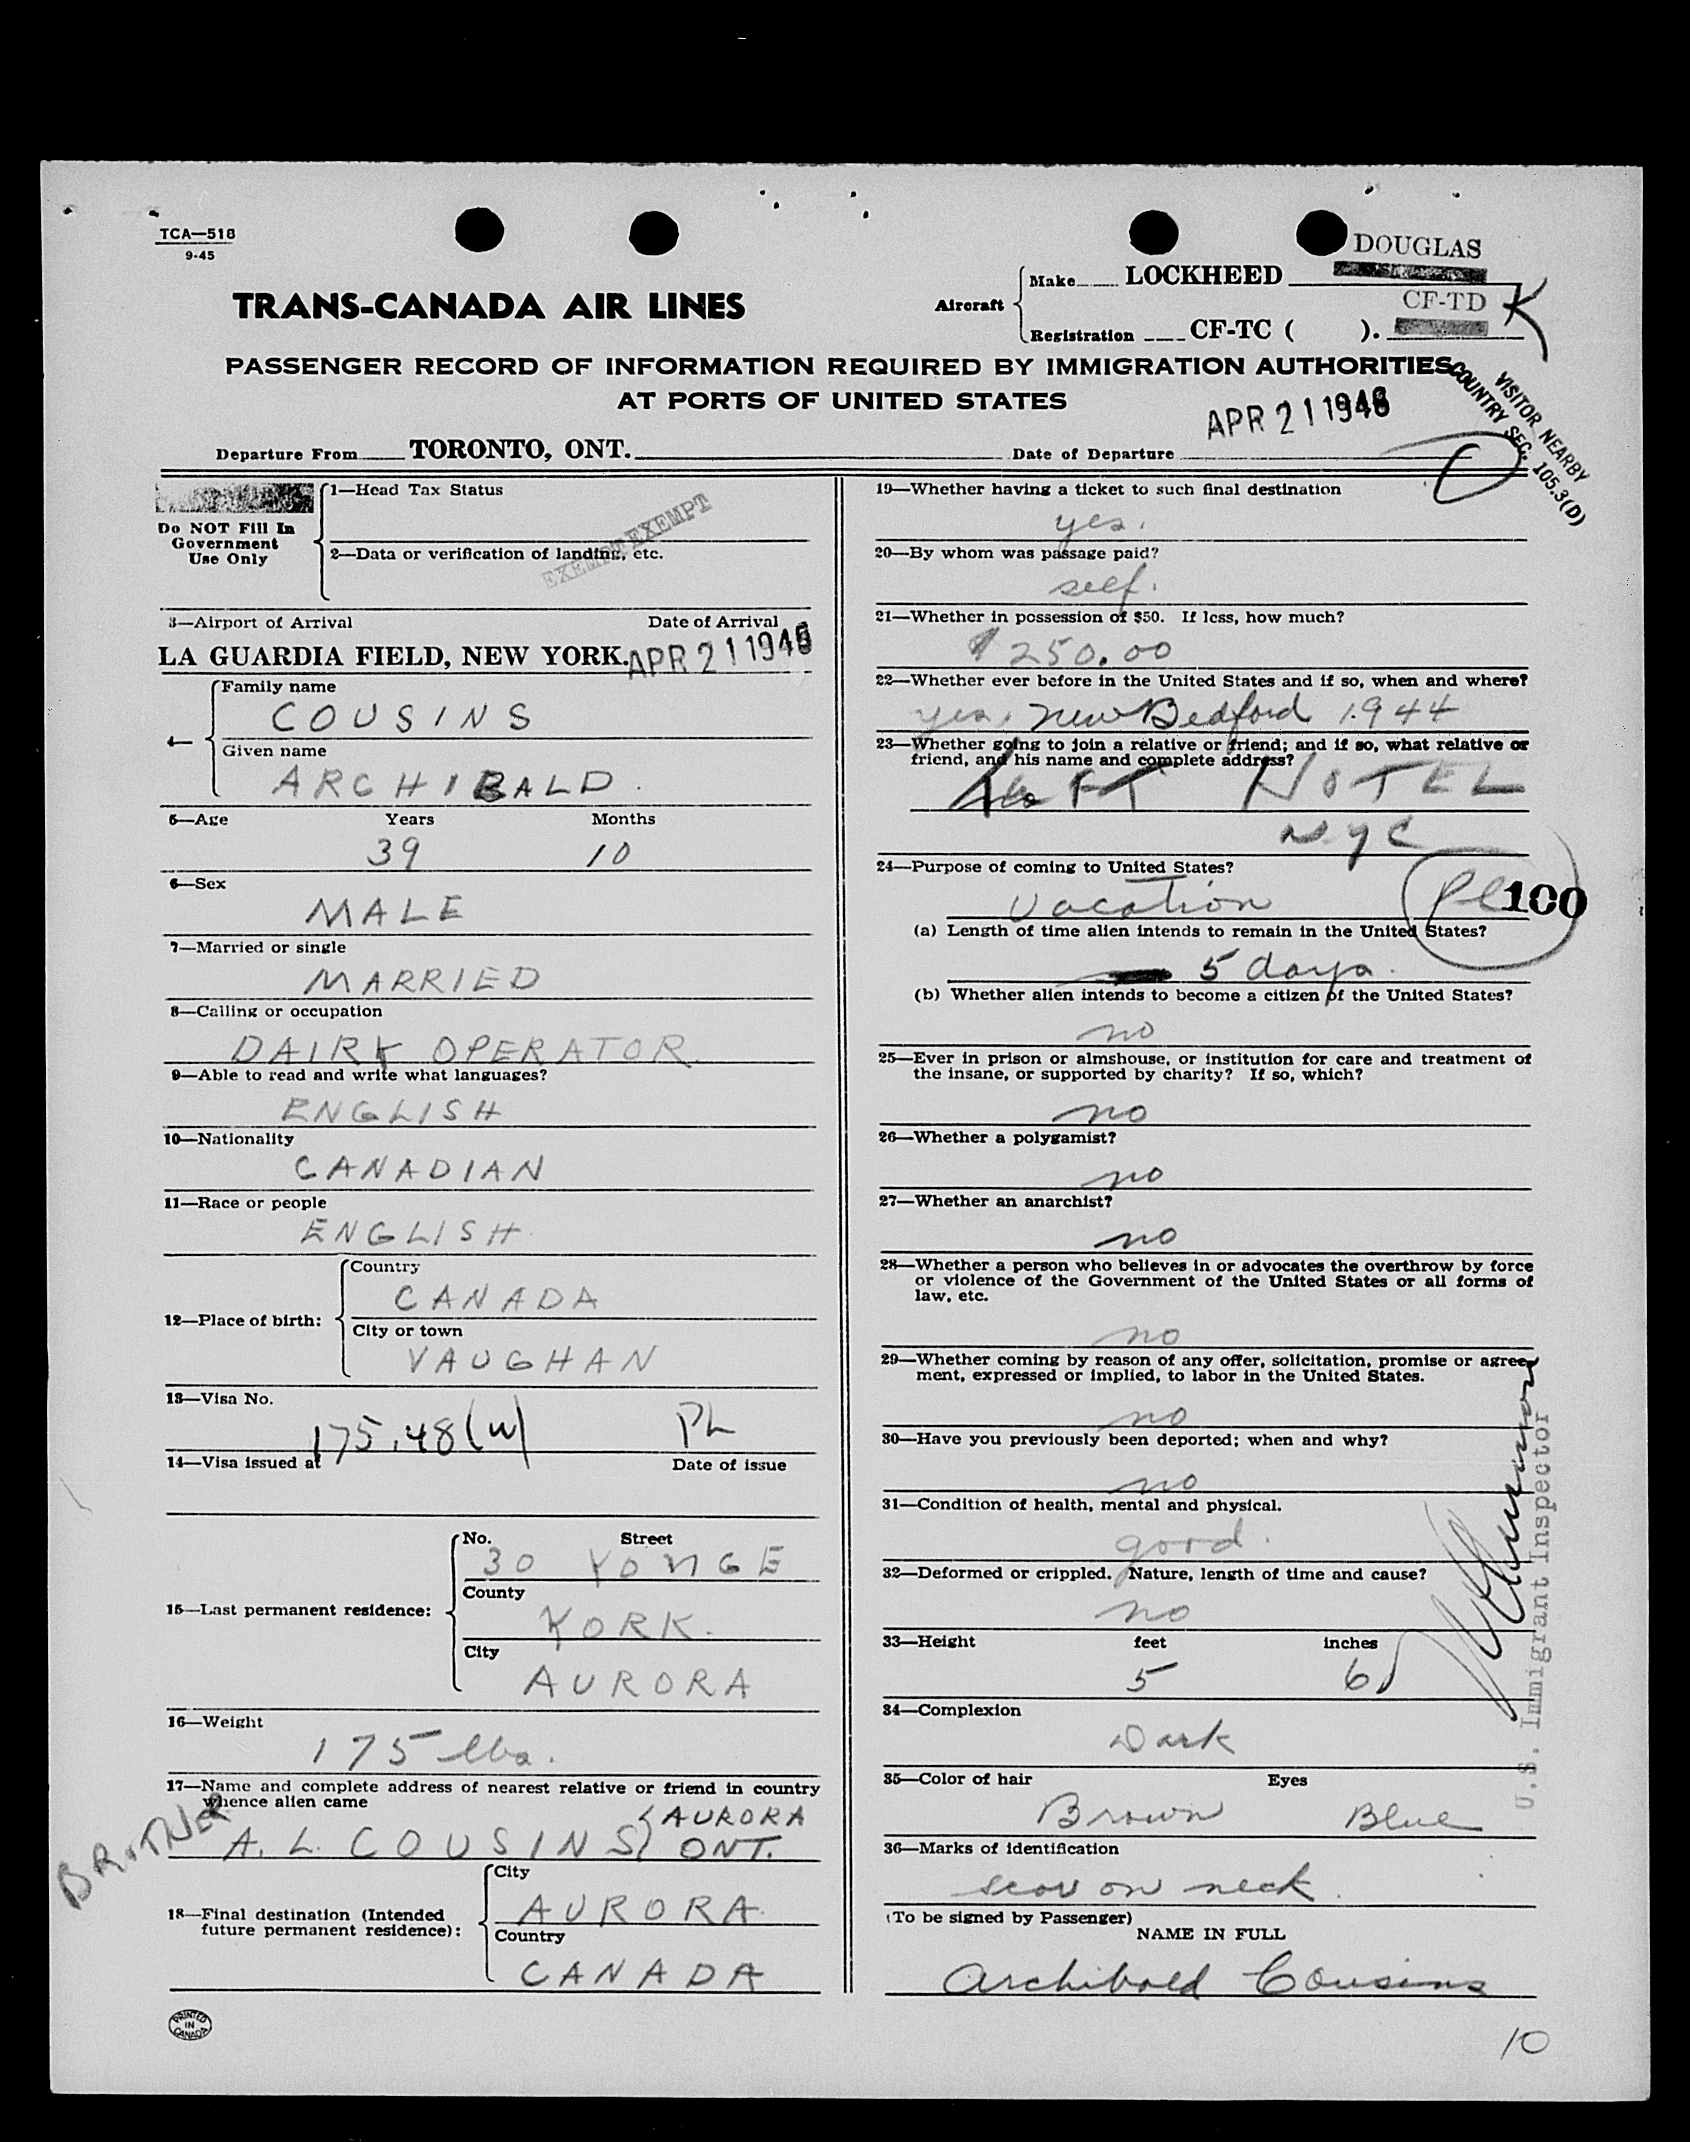 TCA—518
9-45
DOUGLAS
Aircraft
Make LOCKHEED
CF-TD K
Registration CF-TC ( ).
TRANS-CANADA AIR LINES
PASSENGER RECORD OF INFORMATION REQUIRED BY IMMIGRATION AUTHORITIES
AT PORTS OF UNITED STATES
VISITOR NEARBY
COUNTRY SEC. 105.3(D)
Departure From TORONTO, ONT.
Date of Departure APR 21 1948
Do NOT Fill In
Government
Use Only
1—Head Tax Status
2—Data or verification of landing, etc.
EXEMPT EXEMPT
3—Airport of Arrival Date of Arrival
LA GUARDIA FIELD, NEW YORK. APR 21 1948
4—
Family name
COUSINS
Given name
ARCHIBALD.
5—Age Years Months
39 10
6—Sex
MALE
7—Married or single
MARRIED
8—Calling or occupation
DAIRY OPERATOR.
9—Able to read and write what languages?
ENGLISH
10—Nationality
CANADIAN
11—Race or people
ENGLISH
12—Place of birth:
Country
CANADA
City or town
VAUGHAN
13—Visa No.
175.48(w) PL
14—Visa issued at Date of issue
15—Last permanent residence:
No. Street
30 YONGE
County
YORK.
City
AURORA
16—Weight
175 lbs.
17—Name and complete address of nearest relative or friend in country
whence alien came
BROTHER
A. L. COUSINS AURORA
ONT.
18—Final destination (Intended
future permanent residence):
City
AURORA
Country
CANADA
PRINTED
IN
CANADA
19—Whether having a ticket to such final destination
yes.
20—By whom was passage paid?
self.
21—Whether in possession of $50. If less, how much?
$250.00
22—Whether ever before in the United States and if so, when and where?
yes, New Bedford 1944
23—Whether going to join a relative or friend; and if so, what relative or
friend, and his name and complete address?
TAFT HOTEL
NYC
24—Purpose of coming to United States?
Vacation
PL 100
(a) Length of time alien intends to remain in the United States?
5 days.
(b) Whether alien intends to become a citizen of the United States?
no
25—Ever in prison or almshouse, or institution for care and treatment of
the insane, or supported by charity? If so, which?
no
26—Whether a polygamist?
no
27—Whether an anarchist?
no
28—Whether a person who believes in or advocates the overthrow by force
or violence of the Government of the United States or all forms of
law, etc.
no
29—Whether coming by reason of any offer, solicitation, promise or agree-
ment, expressed or implied, to labor in the United States.
no
30—Have you previously been deported; when and why?
no
31—Condition of health, mental and physical.
good.
32—Deformed or crippled. Nature, length of time and cause?
no
33—Height feet inches
5 6
34—Complexion
Dark
35—Color of hair Eyes
Brown Blue
36—Marks of identification
scar on neck.
(To be signed by Passenger)
NAME IN FULL
Archibald Cousins
U.S. Immigrant Inspector
10